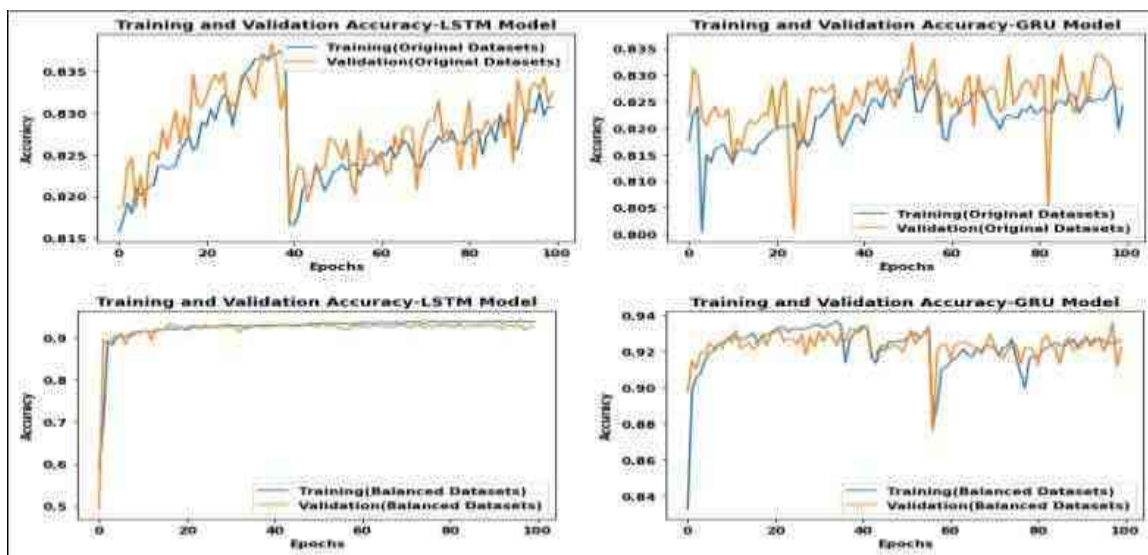 Training and Validation Accuracy-LSTM Model
Training(Original Datasets)
Validation(Original Datasets)
0.835
0.830
0.825
0.820
0.815
Accuracy
0 20 40 60 80 100
Epochs
Training and Validation Accuracy-GRU Model
0.835
0.830
0.825
0.820
0.815
0.810
0.805
0.800
Accuracy
Training(Original Datasets)
Validation(Original Datasets)
0 20 40 60 80 100
Epochs
Training and Validation Accuracy-LSTM Model
0.9
0.8
0.7
0.6
0.5
Accuracy
Training(Balanced Datasets)
Validation(Balanced Datasets)
0 20 40 60 80 100
Epochs
Training and Validation Accuracy-GRU Model
0.94
0.92
0.90
0.88
0.86
0.84
Accuracy
Training(Balanced Datasets)
Validation(Balanced Datasets)
0 20 40 60 80 100
Epochs